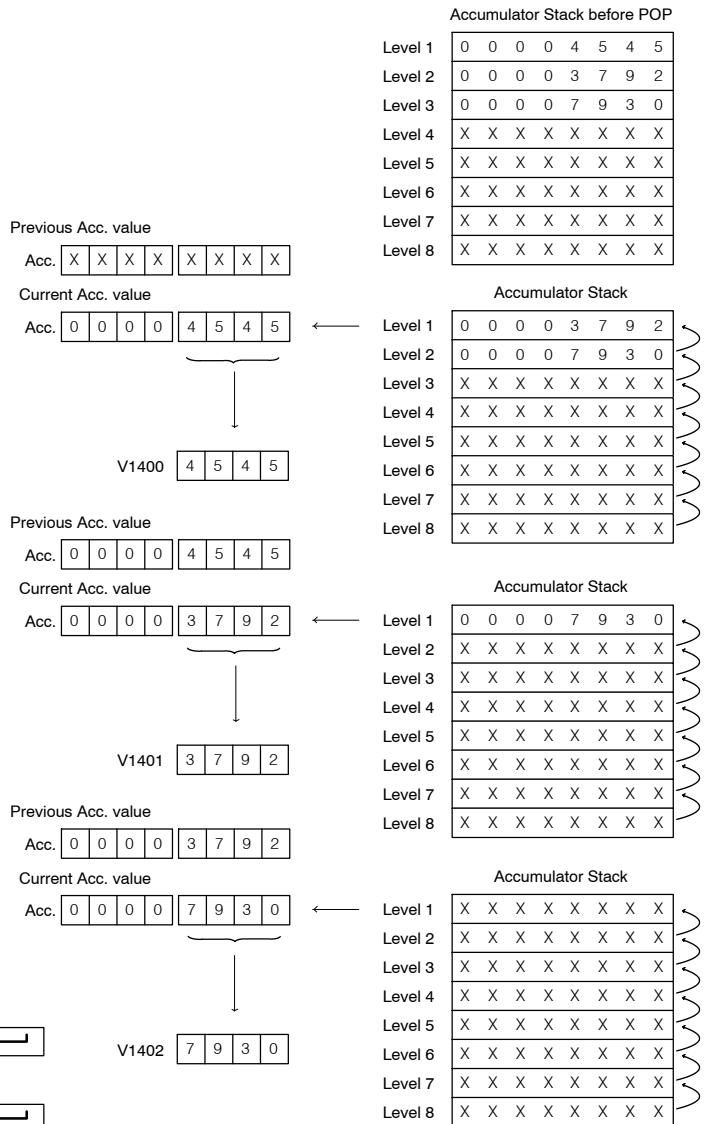 Accumulator Stack before POP
Level 1 0 0 0 0 4 5 4 5
Level 2 0 0 0 0 3 7 9 2
Level 3 0 0 0 0 7 9 3 0
Level 4 X X X X X X X X
Level 5 X X X X X X X X
Level 6 X X X X X X X X
Level 7 X X X X X X X X
Level 8 X X X X X X X X
Previous Acc. value
Acc. X X X X X X X X
Current Acc. value
Acc. 0 0 0 0 4 5 4 5
V1400 4 5 4 5
Accumulator Stack
Level 1 0 0 0 0 3 7 9 2
Level 2 0 0 0 0 7 9 3 0
Level 3 X X X X X X X X
Level 4 X X X X X X X X
Level 5 X X X X X X X X
Level 6 X X X X X X X X
Level 7 X X X X X X X X
Level 8 X X X X X X X X
Previous Acc. value
Acc. 0 0 0 0 4 5 4 5
Current Acc. value
Acc. 0 0 0 0 3 7 9 2
V1401 3 7 9 2
Accumulator Stack
Level 1 0 0 0 0 7 9 3 0
Level 2 X X X X X X X X
Level 3 X X X X X X X X
Level 4 X X X X X X X X
Level 5 X X X X X X X X
Level 6 X X X X X X X X
Level 7 X X X X X X X X
Level 8 X X X X X X X X
Previous Acc. value
Acc. 0 0 0 0 3 7 9 2
Current Acc. value
Acc. 0 0 0 0 7 9 3 0
V1402 7 9 3 0
Accumulator Stack
Level 1 X X X X X X X X
Level 2 X X X X X X X X
Level 3 X X X X X X X X
Level 4 X X X X X X X X
Level 5 X X X X X X X X
Level 6 X X X X X X X X
Level 7 X X X X X X X X
Level 8 X X X X X X X X